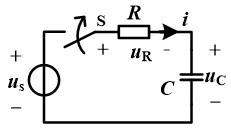 S R i
+ + u_R - +
u_s C u_C
− −